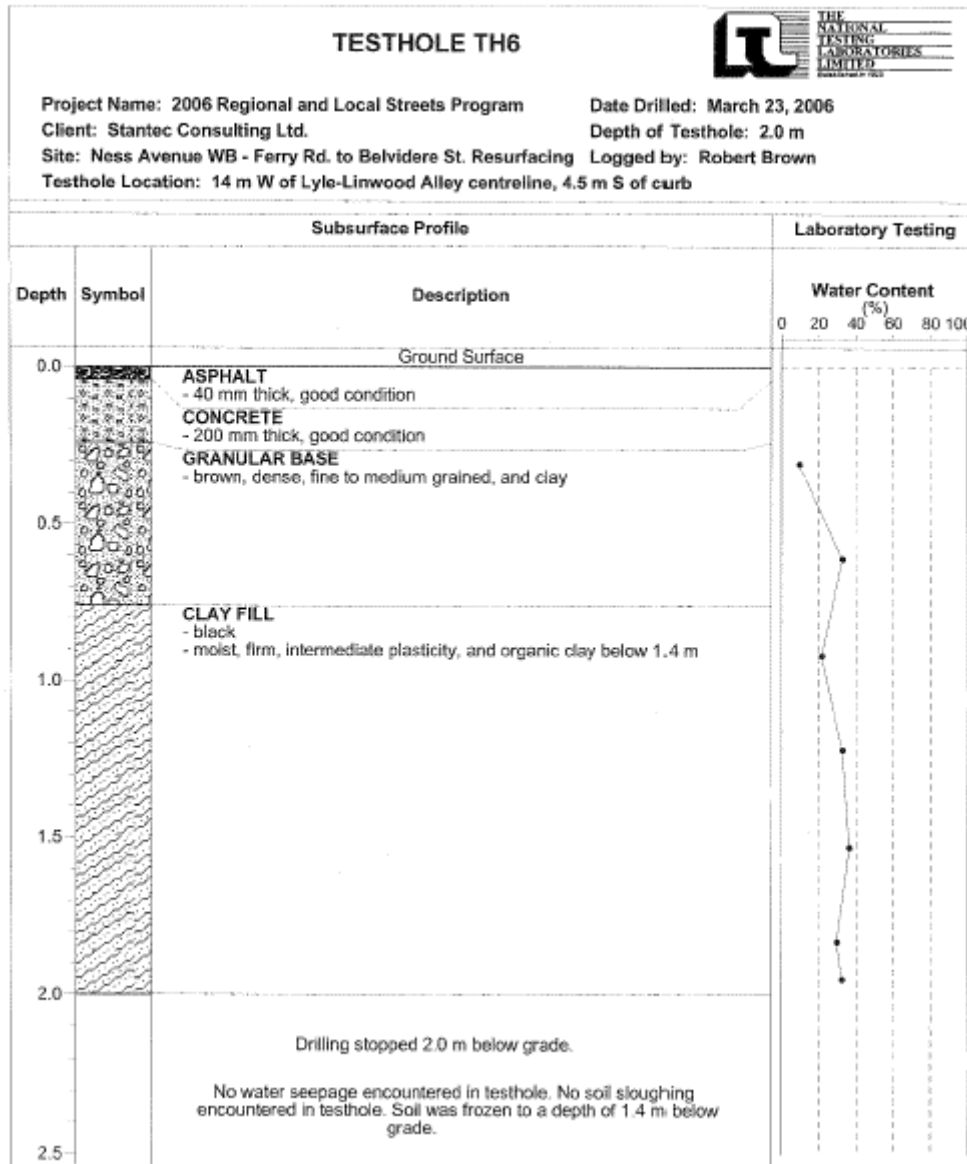 TESTHOLE TH6
THE
NATIONAL
TESTING
LABORATORIES
LIMITED
Project Name: 2006 Regional and Local Streets Program
Date Drilled: March 23, 2006
Client: Stantec Consulting Ltd.
Depth of Testhole: 2.0 m
Site: Ness Avenue WB - Ferry Rd. to Belvidere St. Resurfacing
Logged by: Robert Brown
Testhole Location: 14 m W of Lyle-Linwood Alley centreline, 4.5 m S of curb
Subsurface Profile
Laboratory Testing
Depth
Symbol
Description
Water Content
(%)
0 20 40 60 80 100
Ground Surface
0.0
ASPHALT
- 40 mm thick, good condition
CONCRETE
- 200 mm thick, good condition
GRANULAR BASE
- brown, dense, fine to medium grained, and clay
0.5
CLAY FILL
- black
- moist, firm, intermediate plasticity, and organic clay below 1.4 m
1.0
1.5
2.0
Drilling stopped 2.0 m below grade.
No water seepage encountered in testhole. No soil sloughing
encountered in testhole. Soil was frozen to a depth of 1.4 m below
grade.
2.5